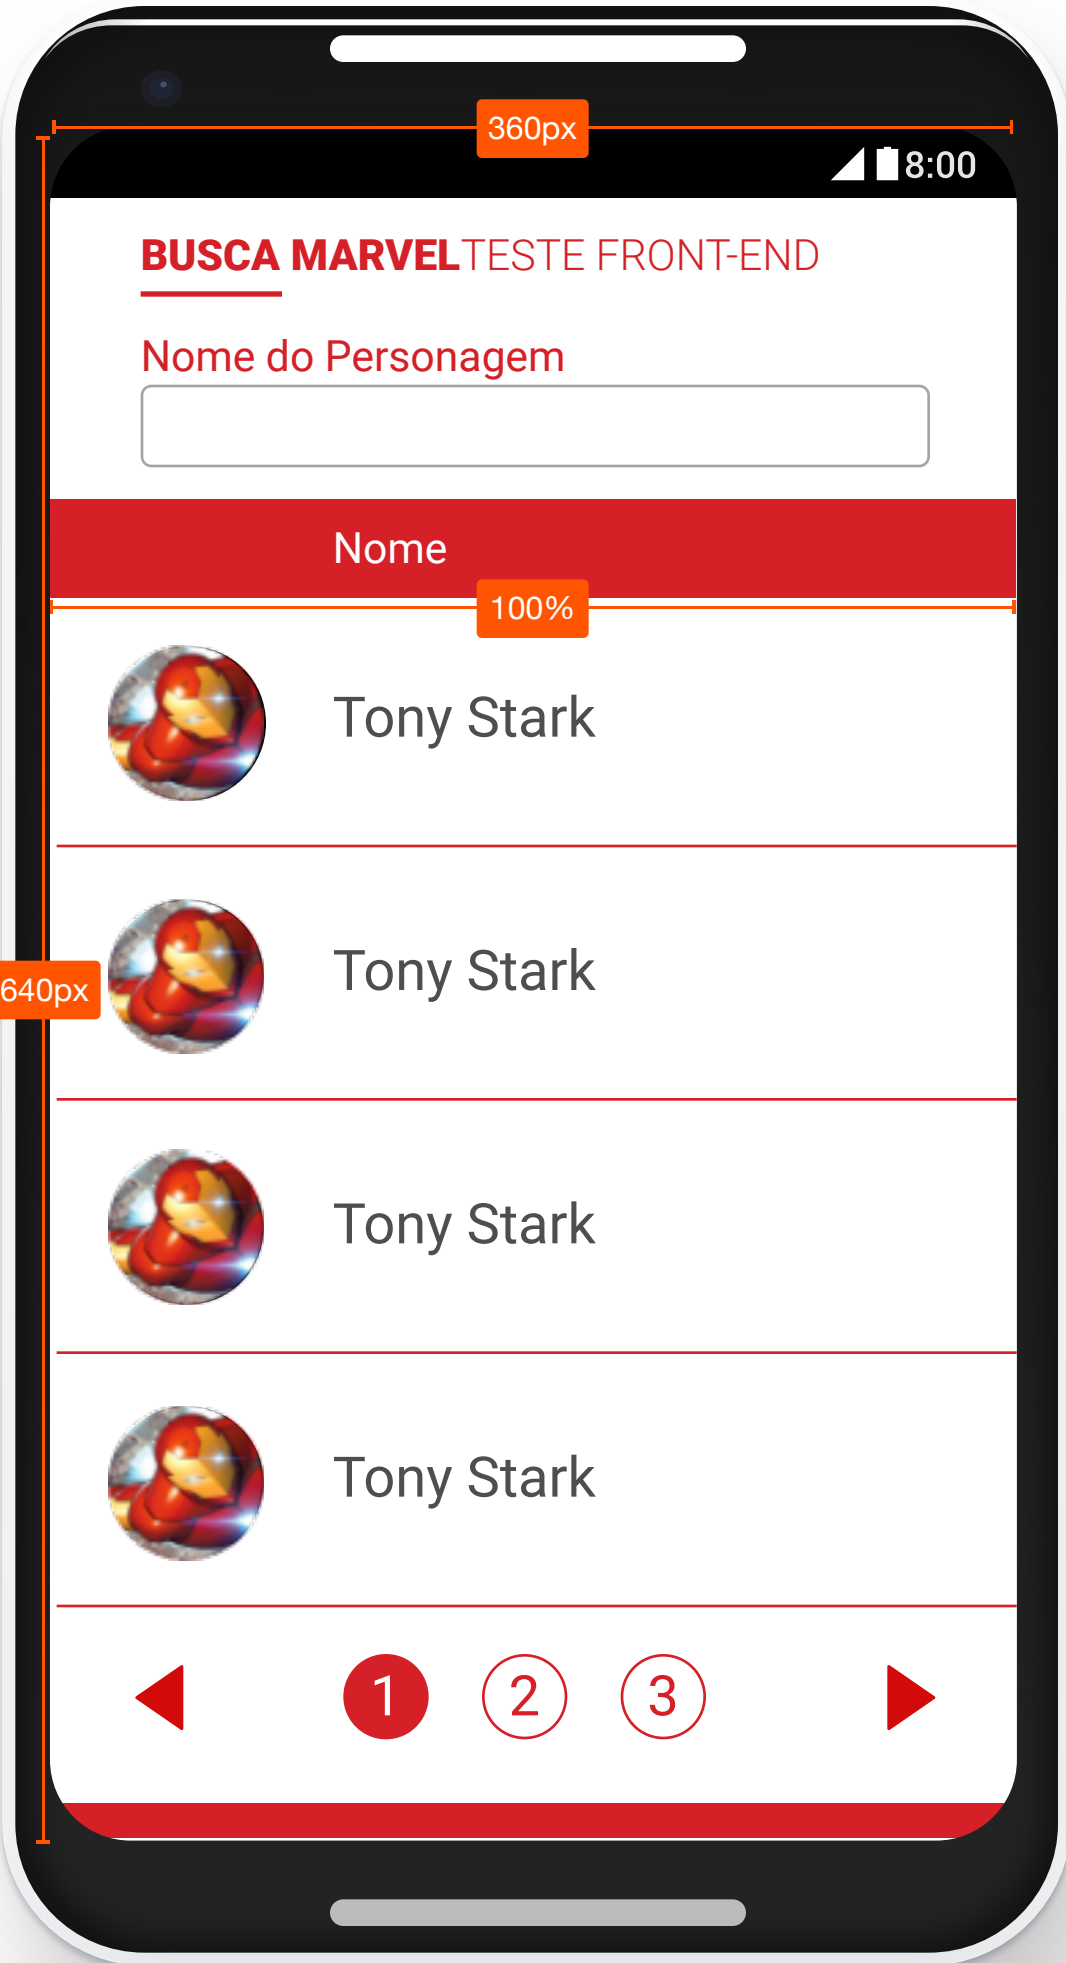 360px
8:00
BUSCA MARVEL TESTE FRONT-END
Nome do Personagem
Nome
100%
Tony Stark
Tony Stark
640px
Tony Stark
Tony Stark
1 2 3